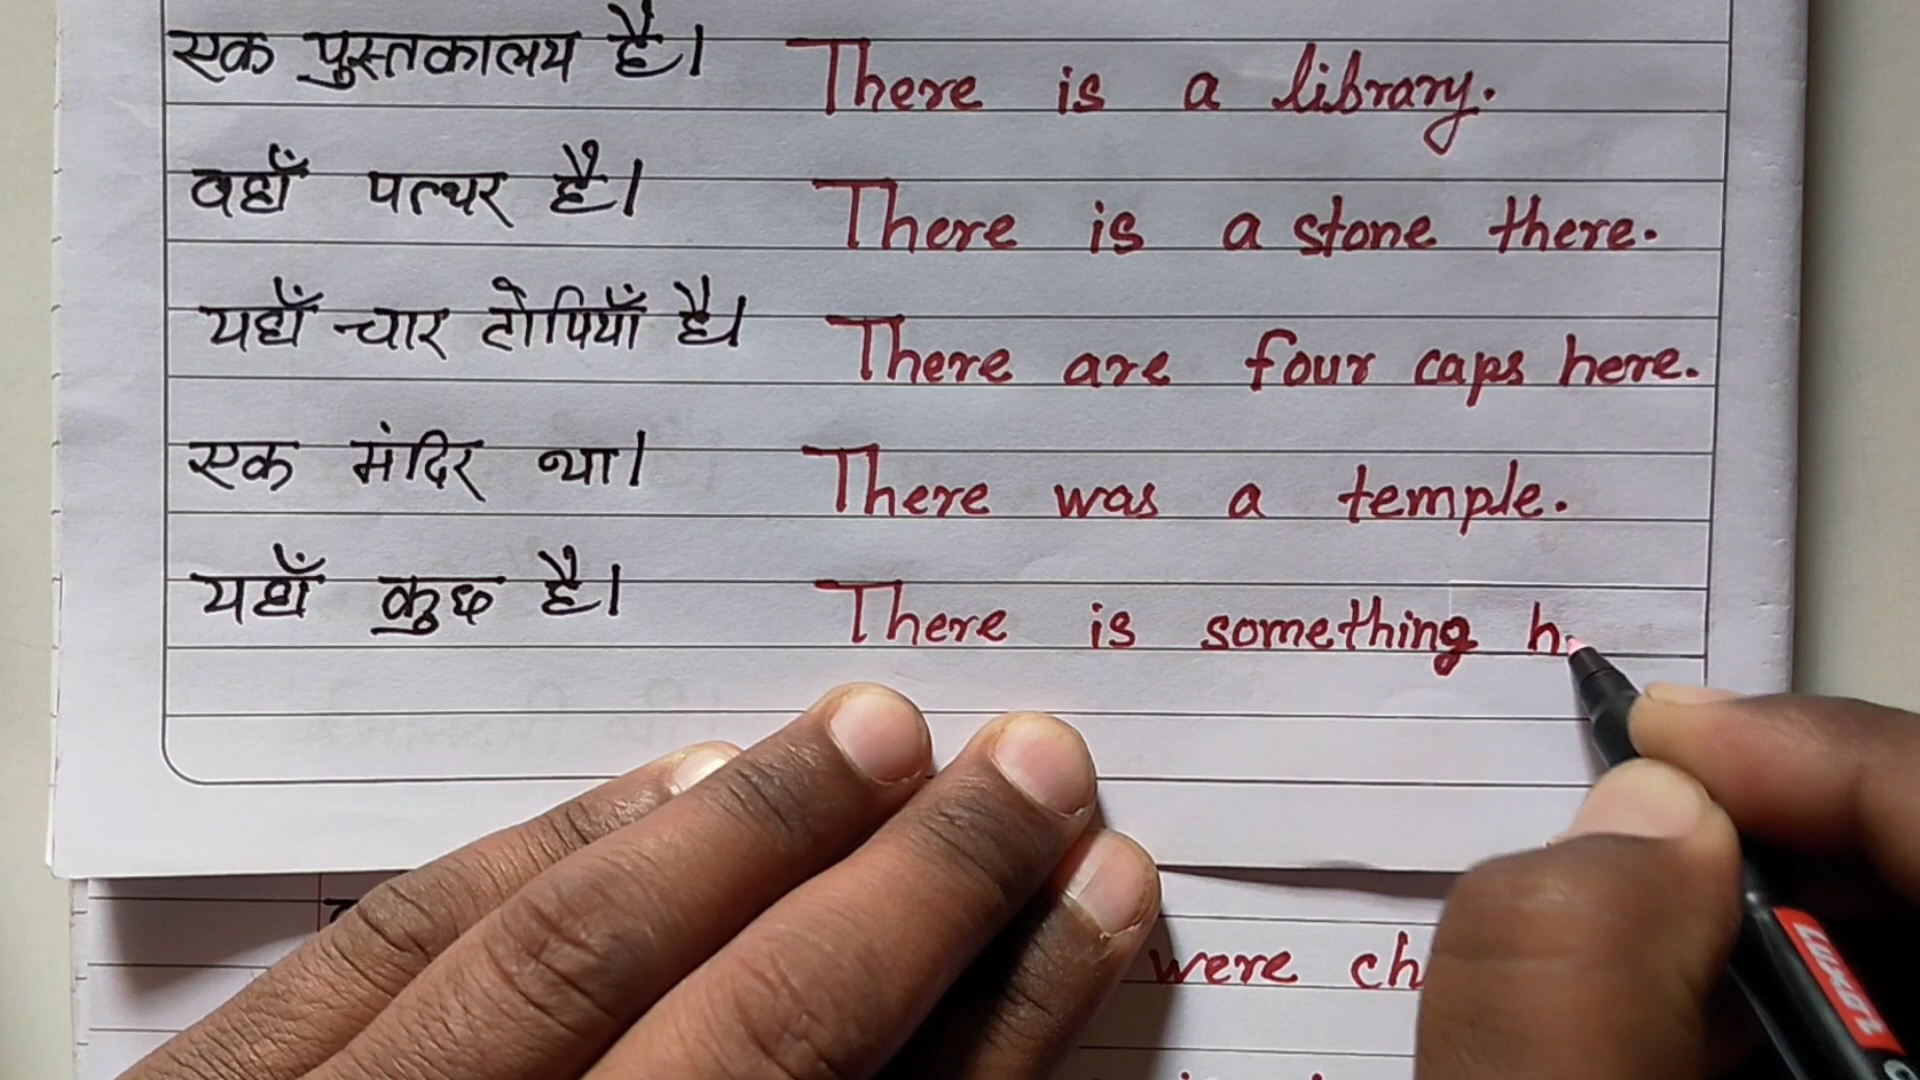 एक पुस्तकालय है। There is a library.
वहाँ पत्थर है। There is a stone there.
यहाँ चार टोपियाँ है। There are four caps here.
एक मंदिर था। There was a temple.
यहाँ कुछ है। There is something h
were ch